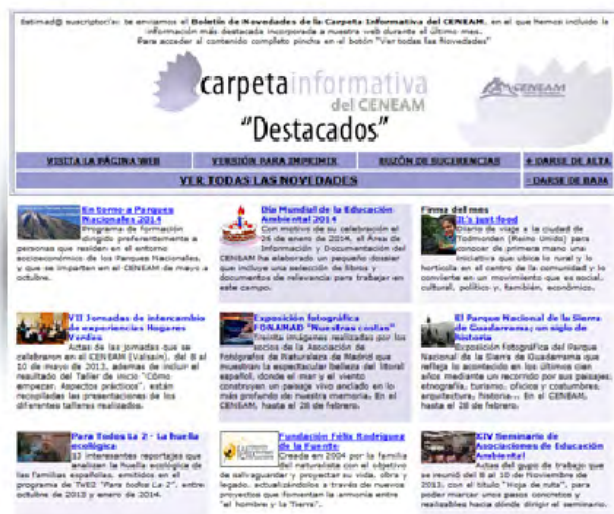 Estimad@ suscriptor/a: te enviamos el Boletín de Novedades de la Carpeta Informativa del CENEAM, en el que hemos incluido la
información más destacada incorporada a nuestra web durante el último mes.
Para acceder al contenido completo pincha en el botón "Ver todas las Novedades"
carpetainformativa
del CENEAM
CENEAM
"Destacados"
VISITA LA PÁGINA WEB
VERSIÓN PARA IMPRIMIR
BUZÓN DE SUGERENCIAS
+ DARSE DE ALTA
VER TODAS LAS NOVEDADES
- DARSE DE BAJA
En torno a Parques
Nacionales 2014
Programa de formación
dirigido preferentemente a
personas que residen en el entorno
socioeconómico de los Parques Nacionales,
y que se imparten en el CENEAM de mayo a
octubre.
Día Mundial de la Educación
Ambiental 2014
Con motivo de su celebración el
26 de enero de 2014, el Área de
Información y Documentación del
CENEAM ha elaborado un pequeño dossier
que incluye una selección de libros y
documentos de relevancia para trabajar en
este campo.
Firma del mes
It's just food
Diario de viaje a la ciudad de
Todmorden (Reino Unido) para
conocer de primera mano una
iniciativa que ubica lo rural y lo
hortícola en el centro de la comunidad y lo
convierte en un movimiento que es social,
cultural, político y, también, económico.
VII Jornadas de intercambio
de experiencias Hogares
Verdes
Actas de las jornadas que se
celebraron en el CENEAM (Valsaín), del 8 al
10 de mayo de 2013, además de incluir el
resultado del Taller de inicio "Cómo
empezar. Aspectos prácticos", están
recopiladas las presentaciones de los
diferentes talleres realizados.
Exposición fotográfica
FONAMAD "Nuestras costas"
Treinta imágenes realizadas por los
socios de la Asociación de
Fotógrafos de Naturaleza de Madrid que
muestran la espectacular belleza del litoral
español, donde el mar y el viento
construyen un paisaje vivo anclado en lo
más profundo de nuestra memoria. En el
CENEAM, hasta el 28 de febrero.
El Parque Nacional de la Sierra
de Guadarrama: un siglo de
historia
Exposición fotográfica del Parque
Nacional de la Sierra de Guadarrama que
refleja lo acontecido en los últimos cien
años mediante un recorrido por sus paisajes,
etnografía, turismo, oficios y costumbres,
arquitectura, historia... En el CENEAM,
hasta el 28 de febrero.
Para Todos La 2 - La huella
ecológica
12 interesantes reportajes que
analizan la huella ecológica de
las familias españolas, emitidos en el
programa de TVE2 "Para todos La 2", entre
octubre de 2013 y enero de 2014.
Fundación Félix Rodríguez
de la Fuente
Creada en 2004 por la familia
del naturalista con el objetivo
de salvaguardar y proyectar su vida, obra y
legado, actualizándolos a través de nuevos
proyectos que fomentan la armonía entre
"el hombre y la Tierra".
XIV Seminario de
Asociaciones de Educación
Ambiental
Actas del grupo de trabajo que
se reunió del 8 al 10 de Noviembre de
2013, con el título "Hoja de ruta", para
poder marcar unos pasos concretos y
realizables hacia dónde dirigir el seminario.